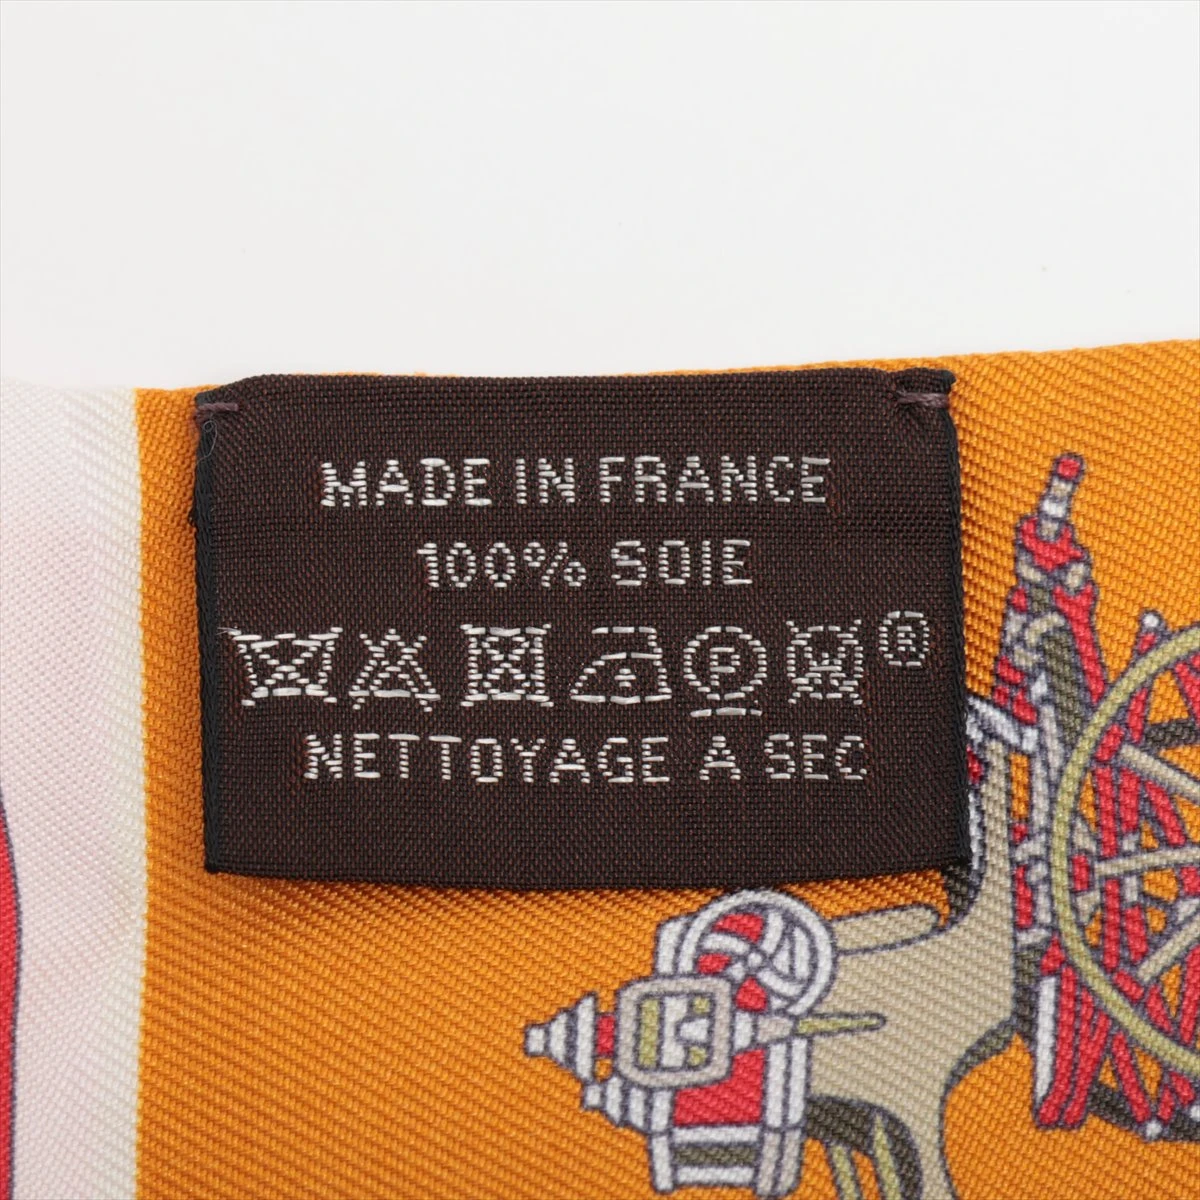 MADE IN FRANCE
100% SOIE
P W ®
NETTOYAGE A SEC